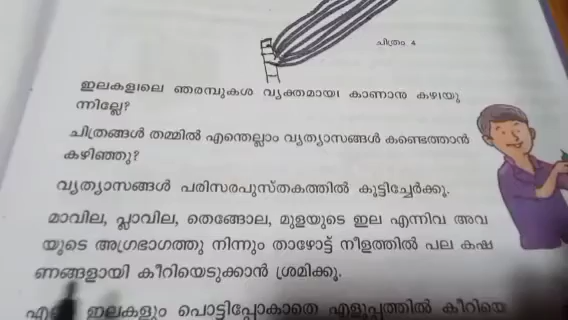 ചിത്രം 4
ഇലകളിലെ ഞരമ്പുകൾ വ്യക്തമായി കാണാൻ കഴിയു
ന്നില്ലേ?
ചിത്രങ്ങൾ തമ്മിൽ എന്തെല്ലാം വ്യത്യാസങ്ങൾ കണ്ടെത്താൻ
കഴിഞ്ഞു?
വ്യത്യാസങ്ങൾ പരിസരപുസ്തകത്തിൽ കൂട്ടിച്ചേർക്കൂ.
മാവില, പ്ലാവില, തെങ്ങോല, മുളയുടെ ഇല എന്നിവ അവ
യുടെ അഗ്രഭാഗത്തു നിന്നും താഴോട്ട് നീളത്തിൽ പല കഷ
ണങ്ങളായി കീറിയെടുക്കാൻ ശ്രമിക്കൂ.
ഇലകളും പൊട്ടിപ്പോകാതെ എളുപ്പത്തിൽ കീറിയെ